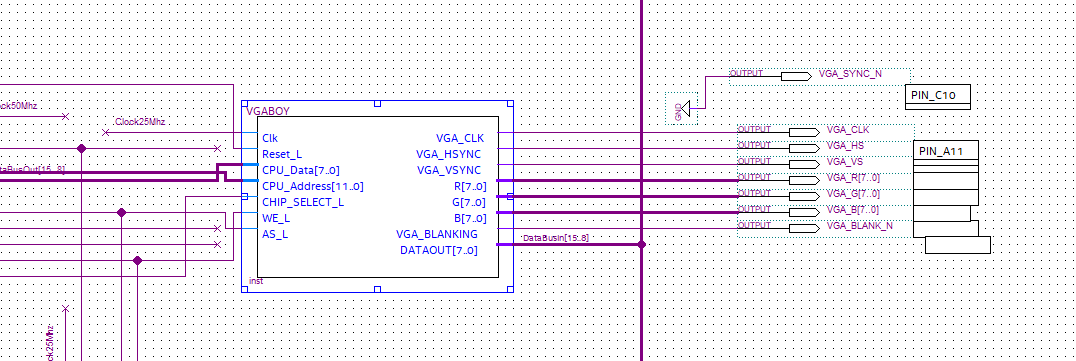 OUTPUT VGA_SYNC_N
PIN_C10
ock50Mhz
GND
VGABOY
Clock25Mhz
Clk VGA_CLK OUTPUT VGA_CLK
Reset_L VGA_HSYNC OUTPUT VGA_HS
PIN_A11
CPU_Data[7..0] VGA_VSYNC OUTPUT VGA_VS
taBusOut[15..8]
CPU_Address[11..0] R[7..0] OUTPUT VGA_R[7..0]
CHIP_SELECT_L G[7..0] OUTPUT VGA_G[7..0]
WE_L B[7..0] OUTPUT VGA_B[7..0]
AS_L VGA_BLANKING OUTPUT VGA_BLANK_N
DATAOUT[7..0] DataBusIn[15..8]
inst
ock25Mhz